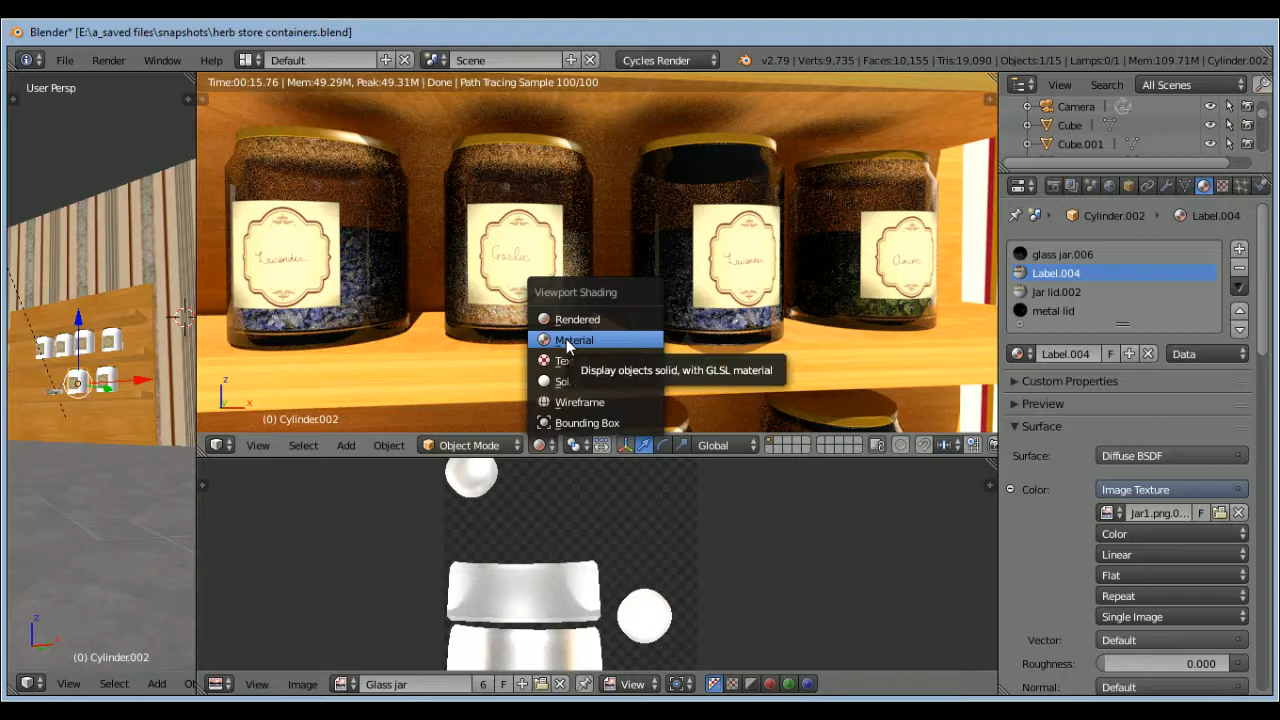 Blender* [E:\a_saved files\snapshots\herb store containers.blend]
File Render Window Help Default Scene Cycles Render v2.79 | Verts:9,735 | Faces:10,155 | Tris:19,090 | Objects:1/15 | Lamps:0/1 | Mem:109.71M | Cylinder.002
User Persp
Time:00:15.76 | Mem:49.29M, Peak:49.31M | Done | Path Tracing Sample 100/100
View Search All Scenes
Camera
Cube
Cube.001
Cylinder.002 Label.004
glass jar.006
Label.004
Jar lid.002
metal lid
Label.004 F Data
Custom Properties
Preview
Surface
Surface: Diffuse BSDF
Color: Image Texture
Jar1.png.0... F
Color
Linear
Flat
Repeat
Single Image
Vector: Default
Roughness: 0.000
Normal: Default
Lavender
Garlic
Lavender
Onion
Viewport Shading
Rendered
Material
Tex
Sol
Wireframe
Bounding Box
Display objects solid, with GLSL material
z
x
y
(0) Cylinder.002
View Select Add Object Object Mode Global
z
x
(0) Cylinder.002
View Select Add Ob
View Image Glass jar 6 F View